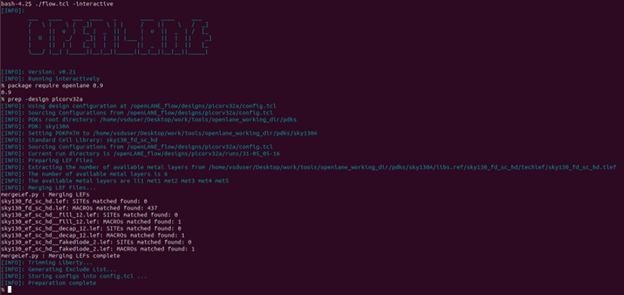 bash-4.2$ ./flow.tcl -interactive
[INFO]:
[INFO]: Version: v0.21
[INFO]: Running interactively
% package require openlane 0.9
0.9
% prep -design picorv32a
[INFO]: Using design configuration at /openLANE_flow/designs/picorv32a/config.tcl
[INFO]: Sourcing Configurations from /openLANE_flow/designs/picorv32a/config.tcl
[INFO]: PDKs root directory: /home/vsduser/Desktop/work/tools/openlane_working_dir/pdks
[INFO]: PDK: sky130A
[INFO]: Setting PDKPATH to /home/vsduser/Desktop/work/tools/openlane_working_dir/pdks/sky130A
[INFO]: Standard Cell Library: sky130_fd_sc_hd
[INFO]: Sourcing Configurations from /openLANE_flow/designs/picorv32a/config.tcl
[INFO]: Current run directory is /openLANE_flow/designs/picorv32a/runs/31-05_05-16
[INFO]: Preparing LEF Files
[INFO]: Extracting the number of available metal layers from /home/vsduser/Desktop/work/tools/openlane_working_dir/pdks/sky130A/libs.ref/sky130_fd_sc_hd/techlef/sky130_fd_sc_hd.tlef
[INFO]: The number of available metal layers is 6
[INFO]: The available metal layers are li1 met1 met2 met3 met4 met5
[INFO]: Merging LEF Files...
mergeLef.py : Merging LEFs
sky130_fd_sc_hd.lef: SITEs matched found: 0
sky130_fd_sc_hd.lef: MACROs matched found: 437
sky130_ef_sc_hd__fill_12.lef: SITEs matched found: 0
sky130_ef_sc_hd__fill_12.lef: MACROs matched found: 1
sky130_ef_sc_hd__decap_12.lef: SITEs matched found: 0
sky130_ef_sc_hd__decap_12.lef: MACROs matched found: 1
sky130_ef_sc_hd__fakediode_2.lef: SITEs matched found: 0
sky130_ef_sc_hd__fakediode_2.lef: MACROs matched found: 1
mergeLef.py : Merging LEFs complete
[INFO]: Trimming Liberty...
[INFO]: Generating Exclude List...
[INFO]: Storing configs into config.tcl ...
[INFO]: Preparation complete
%